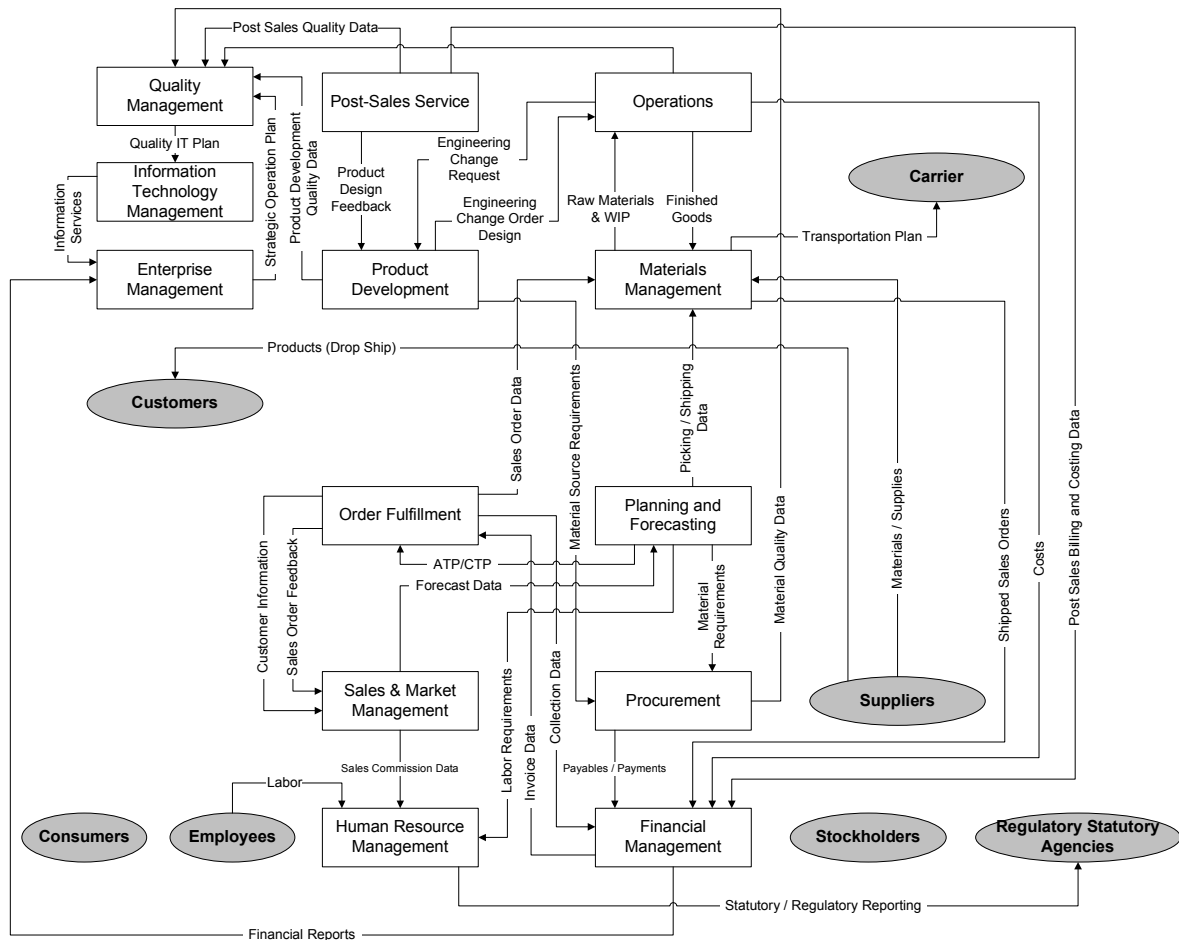 Post Sales Quality Data
Quality
Management
Post-Sales Service
Operations
Quality IT Plan
Information
Technology
Management
Information
Services
Strategic Operation Plan
Product Development
Quality Data
Product
Design
Feedback
Engineering
Change
Request
Engineering
Change Order
Design
Raw Materials
& WIP
Finished
Goods
Carrier
Transportation Plan
Enterprise
Management
Product
Development
Materials
Management
Products (Drop Ship)
Customers
Sales Order Data
Material Source Requirements
Picking / Shipping
Data
Material Quality Data
Materials / Supplies
Shipped Sales Orders
Costs
Post Sales Billing and Costing Data
Order Fulfillment
Planning and
Forecasting
ATP/CTP
Forecast Data
Customer Information
Sales Order Feedback
Material
Requirements
Sales & Market
Management
Procurement
Suppliers
Labor Requirements
Invoice Data
Collection Data
Sales Commission Data
Payables / Payments
Labor
Consumers
Employees
Human Resource
Management
Financial
Management
Stockholders
Regulatory Statutory
Agencies
Statutory / Regulatory Reporting
Financial Reports